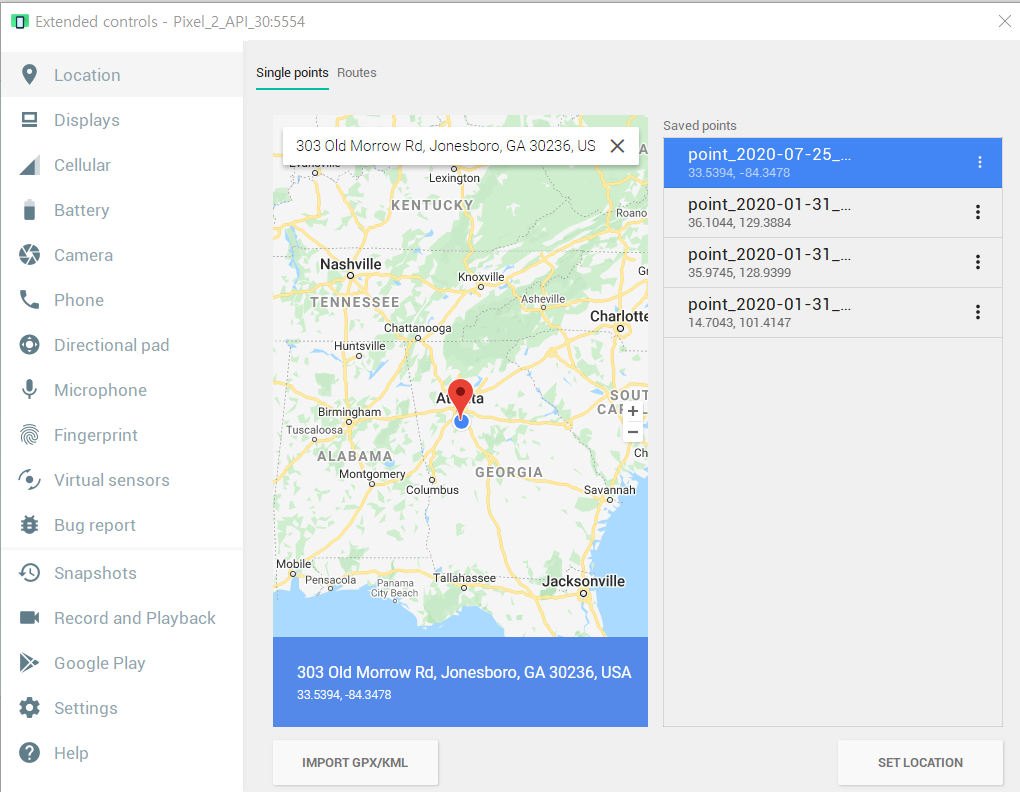 Extended controls - Pixel_2_API_30:5554
Location
Displays
Cellular
Battery
Camera
Phone
Directional pad
Microphone
Fingerprint
Virtual sensors
Bug report
Snapshots
Record and Playback
Google Play
Settings
Help
Single points Routes
303 Old Morrow Rd, Jonesboro, GA 30236, US
Lexington
KENTUCKY
Roano
Nashville
Knoxville
TENNESSEE
Asheville
Charlotte
Chattanooga
Huntsville
Atlanta
SOUT
CAR
Birmingham
Tuscaloosa
ALABAMA
Ch
Montgomery
GEORGIA
Columbus
Savannah
Mobile
Pensacola
Panama
City Beach
Tallahassee
Jacksonville
+
−
303 Old Morrow Rd, Jonesboro, GA 30236, USA
33.5394, -84.3478
IMPORT GPX/KML
Saved points
point_2020-07-25_...
33.5394, -84.3478
point_2020-01-31_...
36.1044, 129.3884
point_2020-01-31_...
35.9745, 128.9399
point_2020-01-31_...
14.7043, 101.4147
SET LOCATION